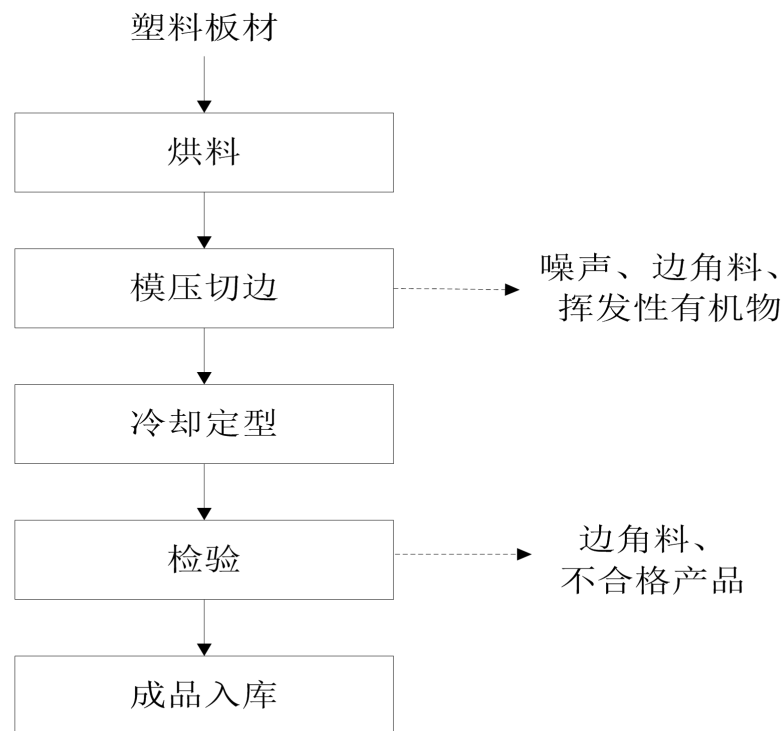 塑料板材
烘料
模压切边
噪声、边角料、
挥发性有机物
冷却定型
检验
边角料、
不合格产品
成品入库